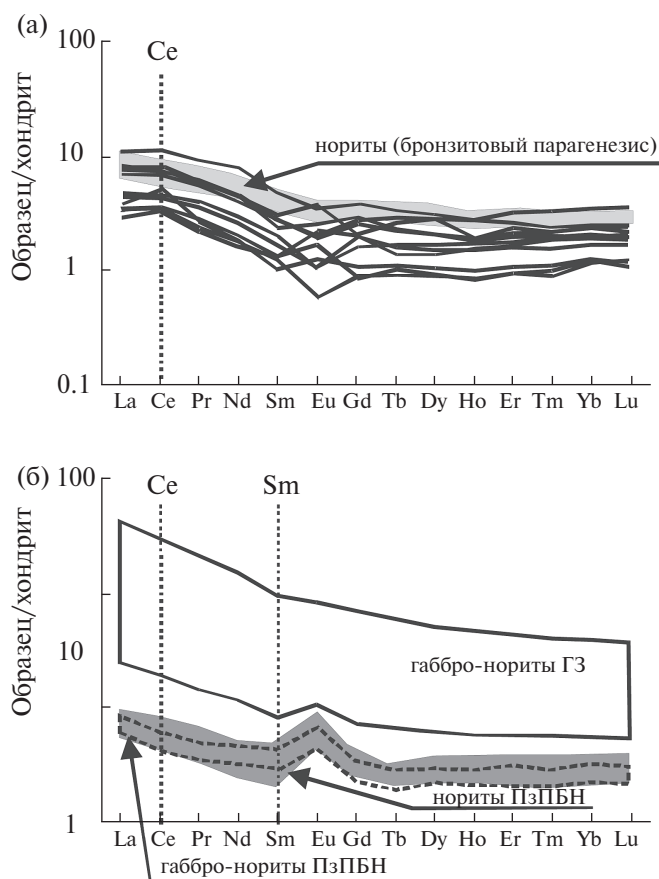 (а)
100
Ce
нориты (бронзитовый парагенезис)
10
1
0.1
Образец/хондрит
La Ce Pr Nd Sm Eu Gd Tb Dy Ho Er Tm Yb Lu
(б)
100
Ce Sm
габбро-нориты ГЗ
10
1
Образец/хондрит
нориты ПзПБН
La Ce Pr Nd Sm Eu Gd Tb Dy Ho Er Tm Yb Lu
габбро-нориты ПзПБН